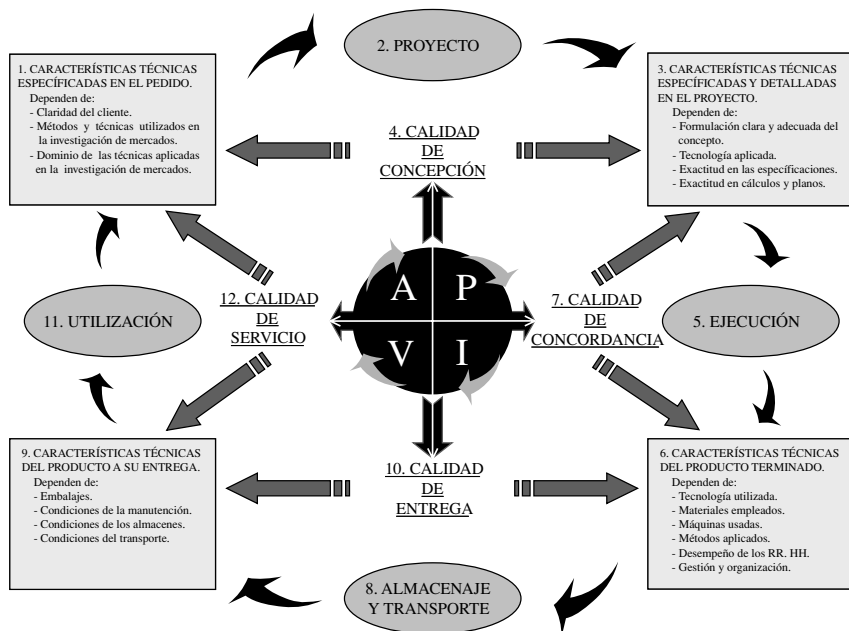 2. PROYECTO
1. CARACTERÍSTICAS TÉCNICAS
ESPECÍFICADAS EN EL PEDIDO.
Dependen de:
- Claridad del cliente.
- Métodos y técnicas utilizados en
la investigación de mercados.
- Dominio de las técnicas aplicadas
en la investigación de mercados.
3. CARACTERÍSTICAS TÉCNICAS
ESPECÍFICADAS Y DETALLADAS
EN EL PROYECTO.
Dependen de:
- Formulación clara y adecuada del
concepto.
- Tecnología aplicada.
- Exactitud en las específicaciones.
- Exactitud en cálculos y planos.
4. CALIDAD
DE
CONCEPCIÓN
A P
V I
11. UTILIZACIÓN
12. CALIDAD
DE
SERVICIO
7. CALIDAD
DE
CONCORDANCIA
5. EJECUCIÓN
9. CARACTERÍSTICAS TÉCNICAS
DEL PRODUCTO A SU ENTREGA.
Dependen de:
- Embalajes.
- Condiciones de la manutención.
- Condiciones de los almacenes.
- Condiciones del transporte.
10. CALIDAD
DE
ENTREGA
6. CARACTERÍSTICAS TÉCNICAS
DEL PRODUCTO TERMINADO.
Dependen de:
- Tecnología utilizada.
- Materiales empleados.
- Máquinas usadas.
- Métodos aplicados.
- Desempeño de los RR. HH.
- Gestión y organización.
8. ALMACENAJE
Y TRANSPORTE